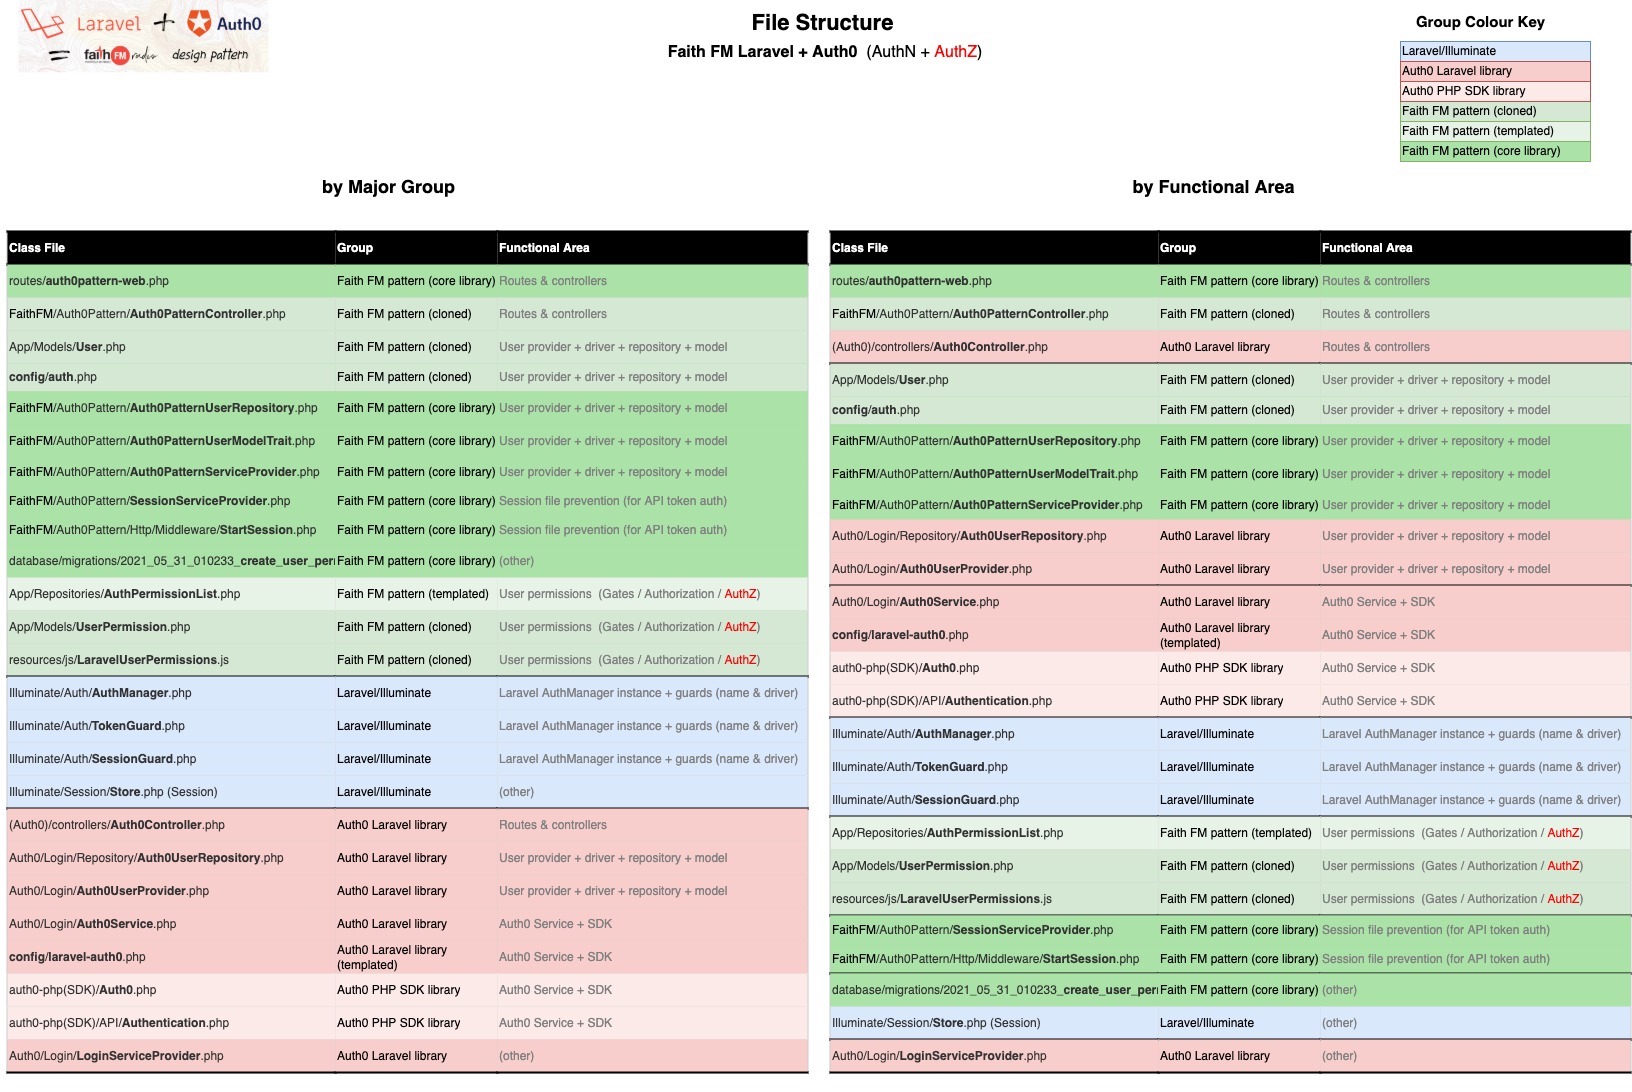 Laravel + Auth0
= faith FM radio design pattern
File Structure
Faith FM Laravel + Auth0 (AuthN + AuthZ)
Group Colour Key
Laravel/Illuminate
Auth0 Laravel library
Auth0 PHP SDK library
Faith FM pattern (cloned)
Faith FM pattern (templated)
Faith FM pattern (core library)
by Major Group
Class File Group Functional Area
routes/auth0pattern-web.php Faith FM pattern (core library) Routes & controllers
FaithFM/Auth0Pattern/Auth0PatternController.php Faith FM pattern (cloned) Routes & controllers
App/Models/User.php Faith FM pattern (cloned) User provider + driver + repository + model
config/auth.php Faith FM pattern (cloned) User provider + driver + repository + model
FaithFM/Auth0Pattern/Auth0PatternUserRepository.php Faith FM pattern (core library) User provider + driver + repository + model
FaithFM/Auth0Pattern/Auth0PatternUserModelTrait.php Faith FM pattern (core library) User provider + driver + repository + model
FaithFM/Auth0Pattern/Auth0PatternServiceProvider.php Faith FM pattern (core library) User provider + driver + repository + model
FaithFM/Auth0Pattern/SessionServiceProvider.php Faith FM pattern (core library) Session file prevention (for API token auth)
FaithFM/Auth0Pattern/Http/Middleware/StartSession.php Faith FM pattern (core library) Session file prevention (for API token auth)
database/migrations/2021_05_31_010233_create_user_per Faith FM pattern (core library) (other)
App/Repositories/AuthPermissionList.php Faith FM pattern (templated) User permissions (Gates / Authorization / AuthZ)
App/Models/UserPermission.php Faith FM pattern (cloned) User permissions (Gates / Authorization / AuthZ)
resources/js/LaravelUserPermissions.js Faith FM pattern (cloned) User permissions (Gates / Authorization / AuthZ)
Illuminate/Auth/AuthManager.php Laravel/Illuminate Laravel AuthManager instance + guards (name & driver)
Illuminate/Auth/TokenGuard.php Laravel/Illuminate Laravel AuthManager instance + guards (name & driver)
Illuminate/Auth/SessionGuard.php Laravel/Illuminate Laravel AuthManager instance + guards (name & driver)
Illuminate/Session/Store.php (Session) Laravel/Illuminate (other)
(Auth0)/controllers/Auth0Controller.php Auth0 Laravel library Routes & controllers
Auth0/Login/Repository/Auth0UserRepository.php Auth0 Laravel library User provider + driver + repository + model
Auth0/Login/Auth0UserProvider.php Auth0 Laravel library User provider + driver + repository + model
Auth0/Login/Auth0Service.php Auth0 Laravel library Auth0 Service + SDK
config/laravel-auth0.php Auth0 Laravel library (templated) Auth0 Service + SDK
auth0-php(SDK)/Auth0.php Auth0 PHP SDK library Auth0 Service + SDK
auth0-php(SDK)/API/Authentication.php Auth0 PHP SDK library Auth0 Service + SDK
Auth0/Login/LoginServiceProvider.php Auth0 Laravel library (other)
by Functional Area
Class File Group Functional Area
routes/auth0pattern-web.php Faith FM pattern (core library) Routes & controllers
FaithFM/Auth0Pattern/Auth0PatternController.php Faith FM pattern (cloned) Routes & controllers
(Auth0)/controllers/Auth0Controller.php Auth0 Laravel library Routes & controllers
App/Models/User.php Faith FM pattern (cloned) User provider + driver + repository + model
config/auth.php Faith FM pattern (cloned) User provider + driver + repository + model
FaithFM/Auth0Pattern/Auth0PatternUserRepository.php Faith FM pattern (core library) User provider + driver + repository + model
FaithFM/Auth0Pattern/Auth0PatternUserModelTrait.php Faith FM pattern (core library) User provider + driver + repository + model
FaithFM/Auth0Pattern/Auth0PatternServiceProvider.php Faith FM pattern (core library) User provider + driver + repository + model
Auth0/Login/Repository/Auth0UserRepository.php Auth0 Laravel library User provider + driver + repository + model
Auth0/Login/Auth0UserProvider.php Auth0 Laravel library User provider + driver + repository + model
Auth0/Login/Auth0Service.php Auth0 Laravel library Auth0 Service + SDK
config/laravel-auth0.php Auth0 Laravel library (templated) Auth0 Service + SDK
auth0-php(SDK)/Auth0.php Auth0 PHP SDK library Auth0 Service + SDK
auth0-php(SDK)/API/Authentication.php Auth0 PHP SDK library Auth0 Service + SDK
Illuminate/Auth/AuthManager.php Laravel/Illuminate Laravel AuthManager instance + guards (name & driver)
Illuminate/Auth/TokenGuard.php Laravel/Illuminate Laravel AuthManager instance + guards (name & driver)
Illuminate/Auth/SessionGuard.php Laravel/Illuminate Laravel AuthManager instance + guards (name & driver)
App/Repositories/AuthPermissionList.php Faith FM pattern (templated) User permissions (Gates / Authorization / AuthZ)
App/Models/UserPermission.php Faith FM pattern (cloned) User permissions (Gates / Authorization / AuthZ)
resources/js/LaravelUserPermissions.js Faith FM pattern (cloned) User permissions (Gates / Authorization / AuthZ)
FaithFM/Auth0Pattern/SessionServiceProvider.php Faith FM pattern (core library) Session file prevention (for API token auth)
FaithFM/Auth0Pattern/Http/Middleware/StartSession.php Faith FM pattern (core library) Session file prevention (for API token auth)
database/migrations/2021_05_31_010233_create_user_per Faith FM pattern (core library) (other)
Illuminate/Session/Store.php (Session) Laravel/Illuminate (other)
Auth0/Login/LoginServiceProvider.php Auth0 Laravel library (other)